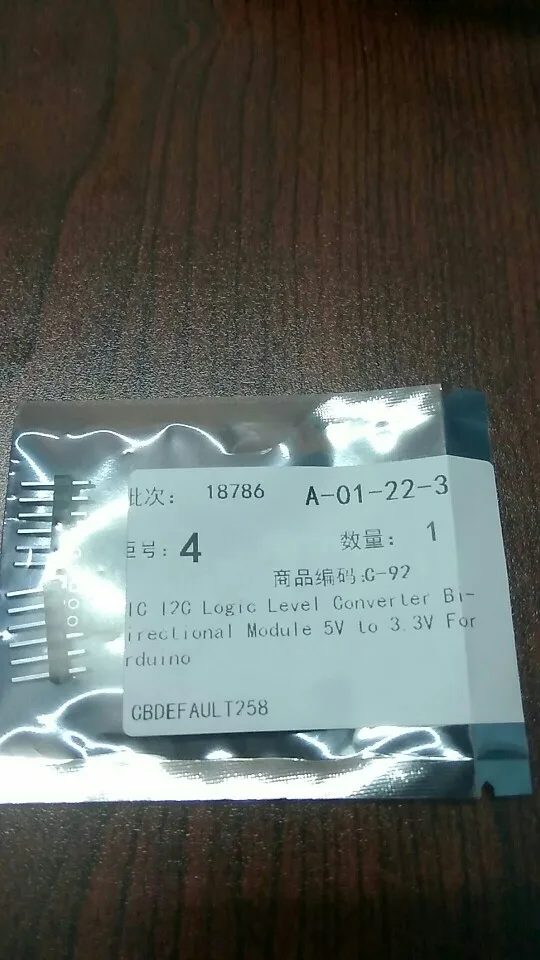 批次： 18786 A-01-22-3
号：4 数量： 1
商品编码:C-92
IC I2C Logic Level Converter Bi-
irectional Module 5V to 3.3V For
rduino
CBDEFAULT258